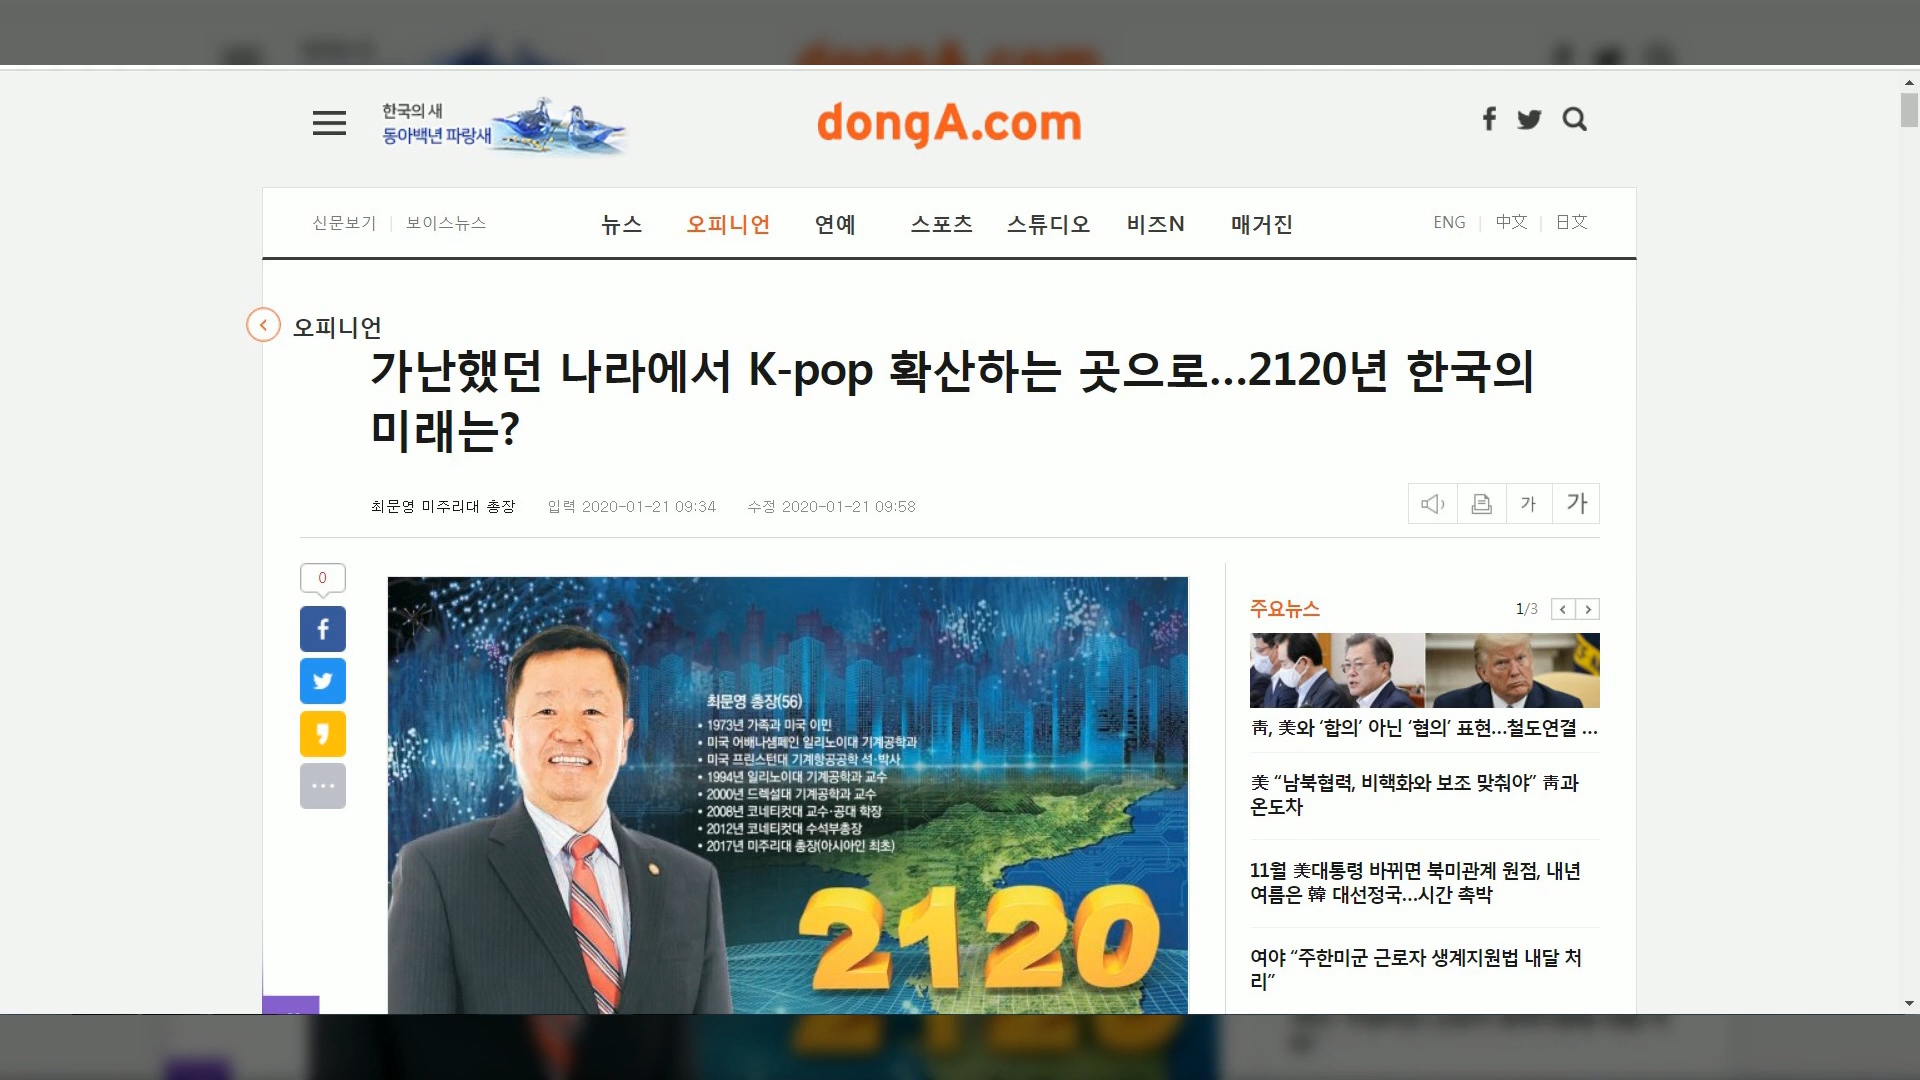 한국의 새
동아백년 파랑새
dongA.com
신문보기 | 보이스뉴스
뉴스 오피니언 연예 스포츠 스튜디오 비즈N 매거진
ENG | 中文 | 日文
오피니언
가난했던 나라에서 K-pop 확산하는 곳으로...2120년 한국의
미래는?
최문영 미주리대 총장 입력 2020-01-21 09:34 수정 2020-01-21 09:58
가 가
0
최문영 총장(56)
• 1973년 가족과 미국 이민
• 미국 어배나섐페인 일리노이대 기계공학과
• 미국 프린스턴대 기계항공공학 석·박사
• 1994년 일리노이대 기계공학과 교수
• 2000년 드렉설대 기계공학과 교수
• 2008년 코네티컷대 교수·공대 학장
• 2012년 코네티컷대 수석부총장
• 2017년 미주리대 총장(아시아인 최초)
2120
주요뉴스 1/3
靑, 美와 ‘합의’ 아닌 ‘협의’ 표현...철도연결 ...
美 “남북협력, 비핵화와 보조 맞춰야” 靑과
온도차
11월 美대통령 바뀌면 북미관계 원점, 내년
여름은 韓 대선정국...시간 촉박
여야 “주한미군 근로자 생계지원법 내달 처
리”